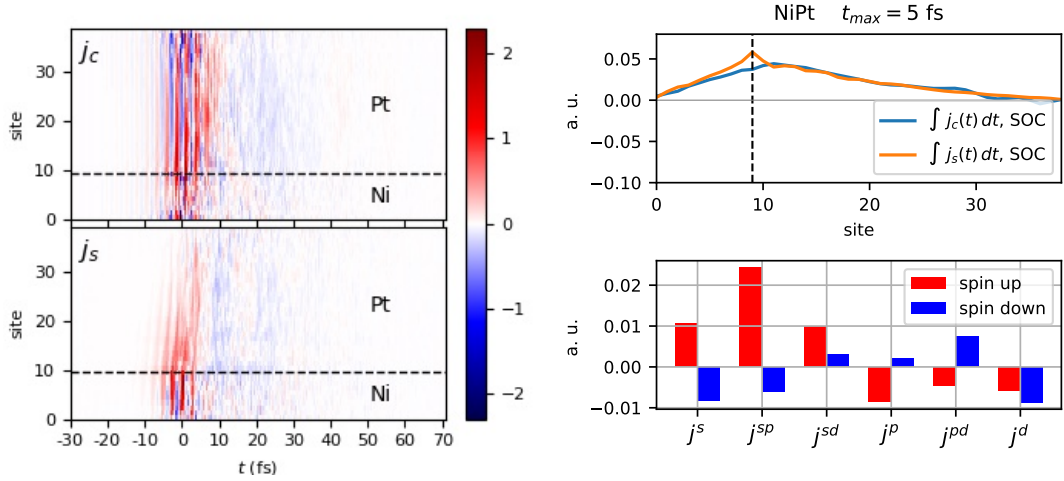 j_c
Pt
Ni
site
30
20
10
0
j_s
Pt
Ni
site
30
20
10
0
-30
-20
-10
0
10
20
30
40
50
60
70
t (fs)
2
1
0
−1
−2
NiPt t_max = 5 fs
a. u.
0.05
0.00
−0.05
−0.10
∫ j_c(t) dt, SOC
∫ j_s(t) dt, SOC
0
10
20
30
site
a. u.
0.02
0.01
0.00
−0.01
spin up
spin down
j^s
j^sp
j^sd
j^p
j^pd
j^d